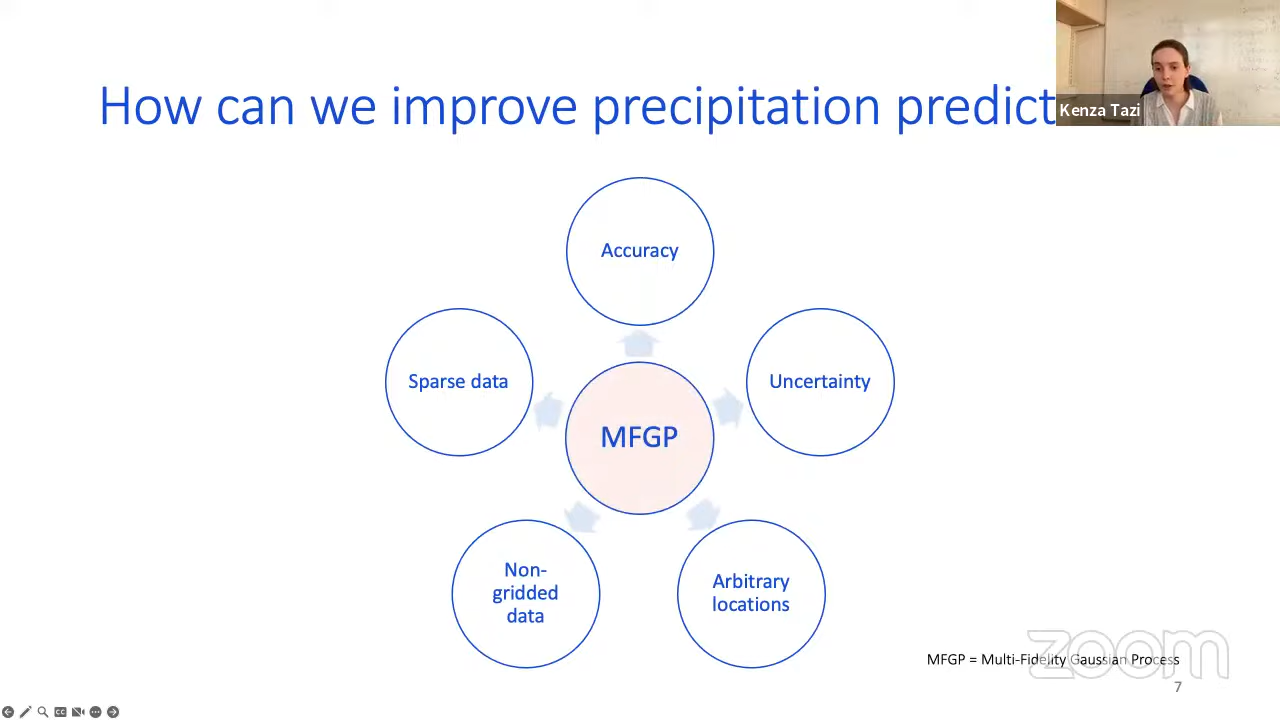 How can we improve precipitation predict
Kenza Tazi
Accuracy
Sparse data
Uncertainty
MFGP
Non-
gridded
data
Arbitrary
locations
zoom
MFGP = Multi-Fidelity Gaussian Process
7